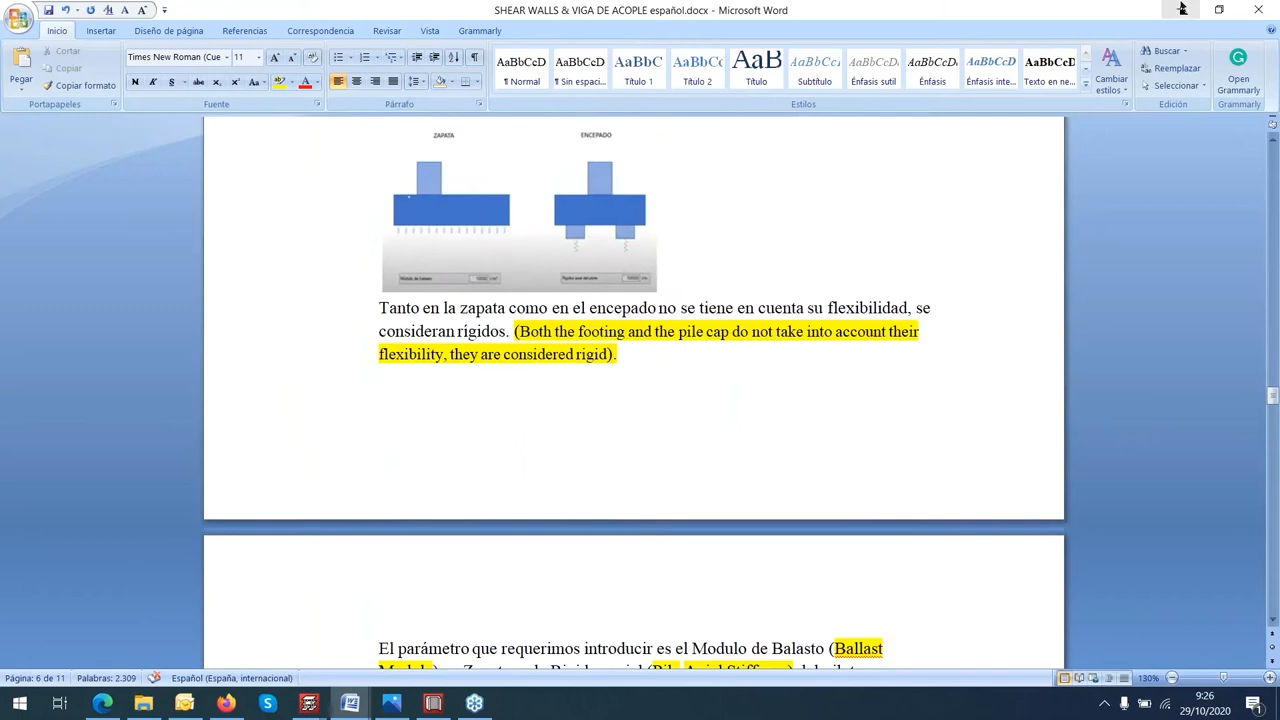 SHEAR WALLS & VIGA DE ACOPLE español.docx - Microsoft Word
Inicio Insertar Diseño de página Referencias Correspondencia Revisar Vista Grammarly
Pegar
Cortar
Copiar
Copiar formato
Portapapeles
Times New Roman (Cue 11
Fuente
Párrafo
AaBbCcD AaBbCcD AaBbC AaBbCc AaB AaBbCcL AaBbCcD AaBbCcD AaBbCcD AaBbCcD
¶ Normal ¶ Sin espaci... Título 1 Título 2 Título Subtítulo Énfasis sutil Énfasis Énfasis inte... Texto en ne...
Cambiar estilos
Estilos
Buscar
Reemplazar
Seleccionar
Edición
Open Grammarly
Grammarly
ZAPATA ENCEPADO
Tanto en la zapata como en el encepado no se tiene en cuenta su flexibilidad, se
consideran rígidos. (Both the footing and the pile cap do not take into account their
flexibility, they are considered rigid).
El parámetro que requerimos introducir es el Modulo de Balasto (Ballast
Página: 6 de 11 Palabras: 2.309 Español (España, internacional) 130%
9:26
29/10/2020